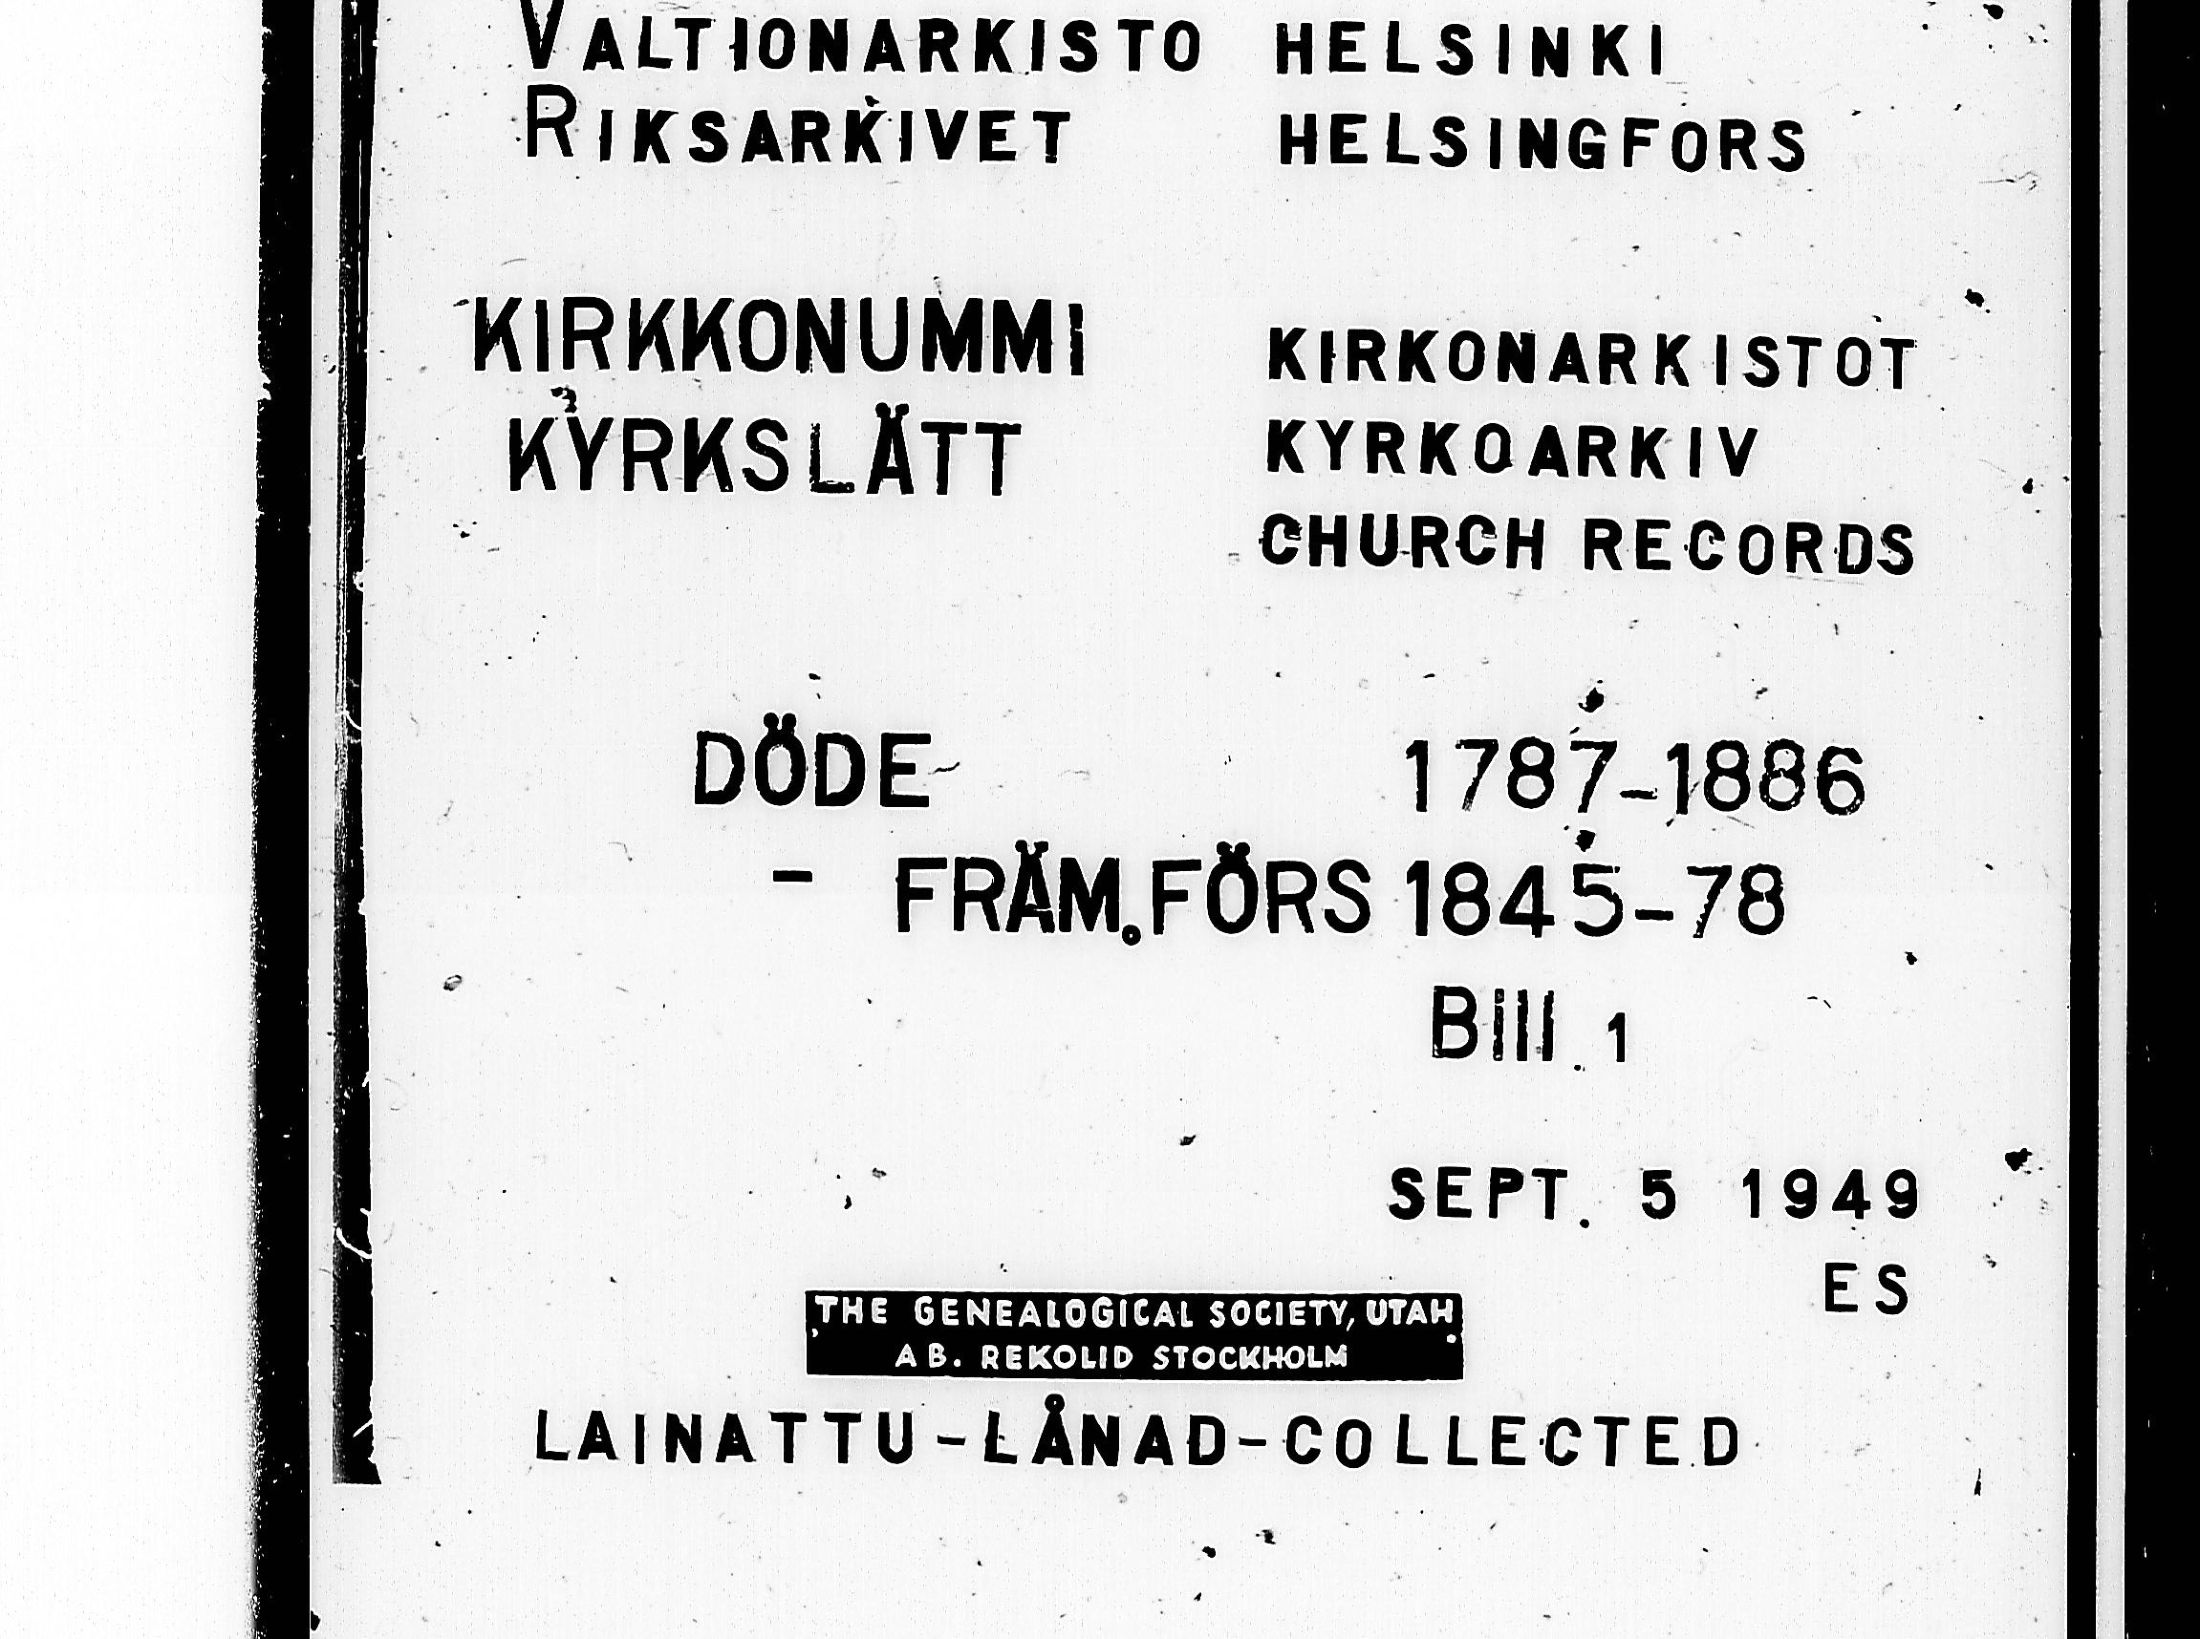 VALTIONARKISTO HELSINKI
RIKSARKIVET HELSINGFORS
KIRKKONUMMI KIRKONARKISTOT
KYRKSLÄTT KYRKOARKIV
CHURCH RECORDS
DÖDE 1787-1886
- FRÄM.FÖRS 1845-78
Bill. 1
SEPT. 5 1949
ES
THE GENEALOGICAL SOCIETY, UTAH
AB. REKOLID STOCKHOLM
LAINATTU-LÅNAD-COLLECTED